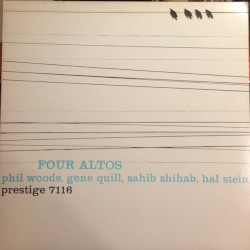 FOUR ALTOS
phil woods, gene quill, sahib shihab, hal stein
prestige 7116